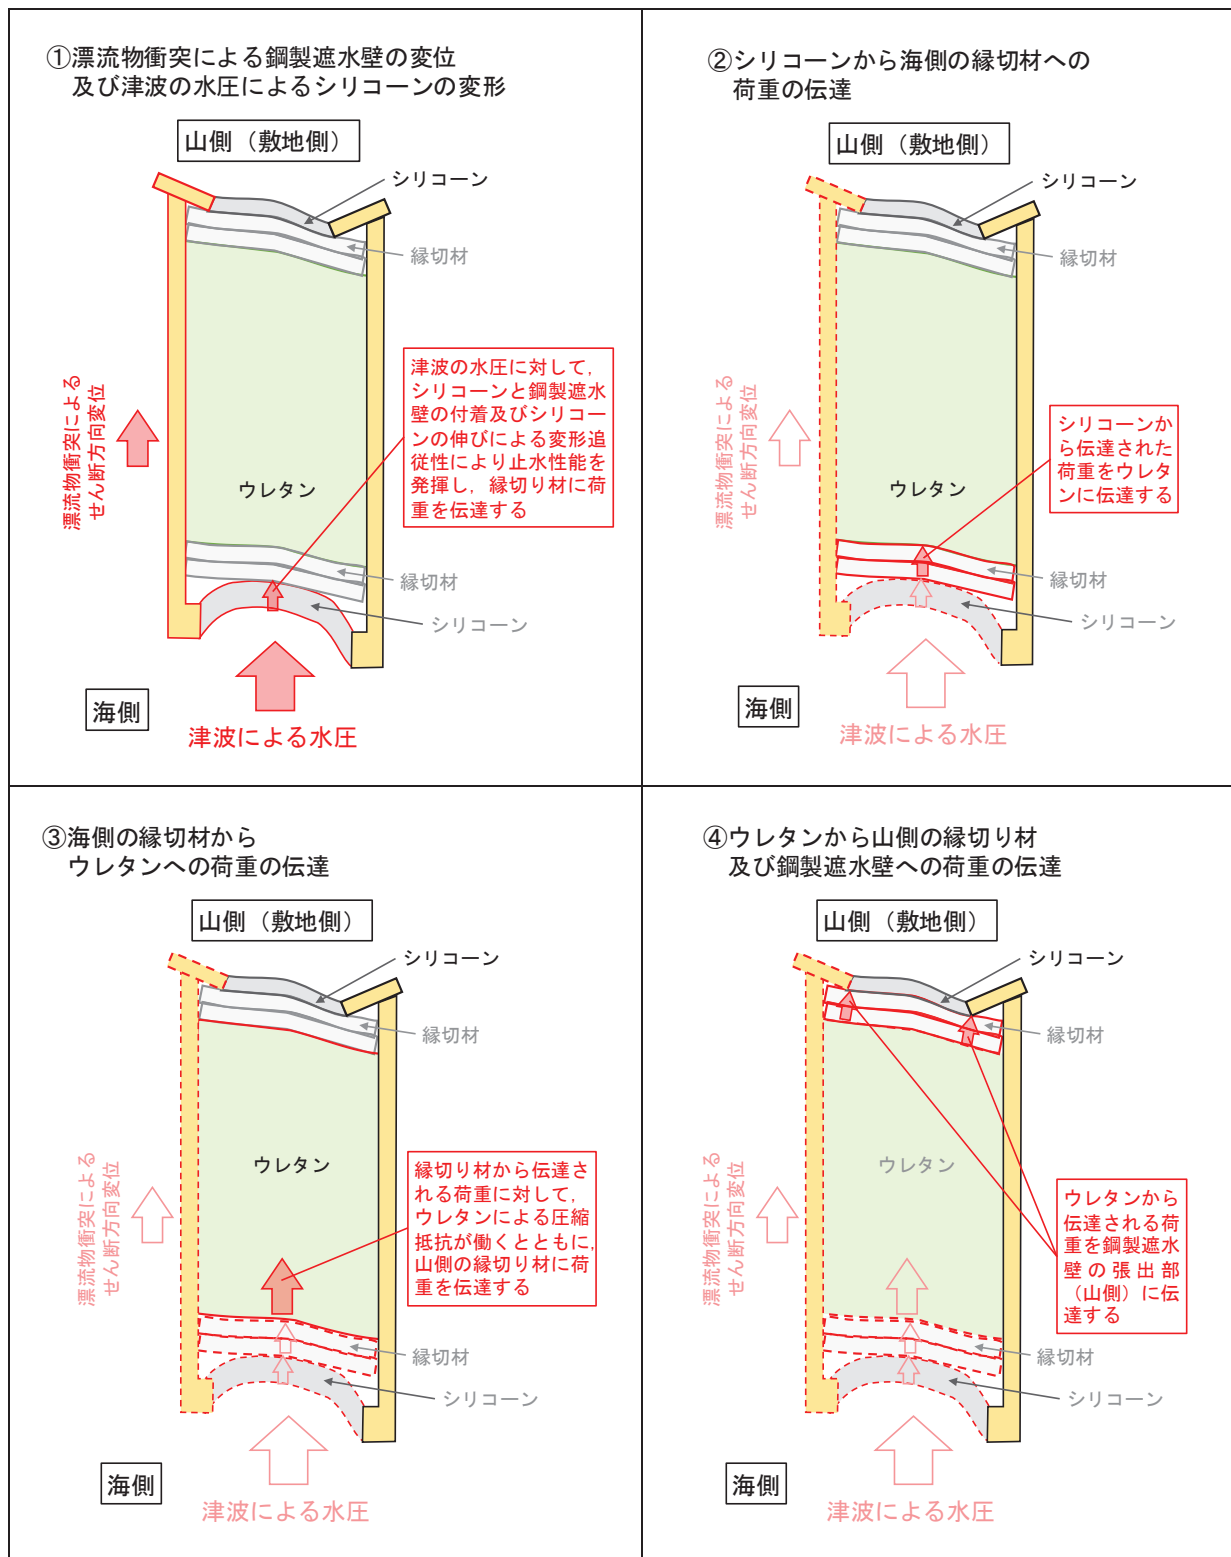 ①漂流物衝突による鋼製遮水壁の変位
及び津波の水圧によるシリコーンの変形
山側（敷地側）
シリコーン
縁切材
漂流物衝突による
せん断方向変位
津波の水圧に対して，
シリコーンと鋼製遮水
壁の付着及びシリコー
ンの伸びによる変形追
従性により止水性能を
発揮し，縁切り材に荷
重を伝達する
ウレタン
縁切材
シリコーン
海側
津波による水圧
②シリコーンから海側の縁切材への
荷重の伝達
山側（敷地側）
シリコーン
縁切材
漂流物衝突による
せん断方向変位
シリコーンか
ら伝達された
荷重をウレタ
ンに伝達する
ウレタン
縁切材
シリコーン
海側
津波による水圧
③海側の縁切材から
ウレタンへの荷重の伝達
山側（敷地側）
シリコーン
縁切材
漂流物衝突による
せん断方向変位
ウレタン
縁切り材から伝達さ
れる荷重に対して，
ウレタンによる圧縮
抵抗が働くとともに，
山側の縁切り材に荷
重を伝達する
縁切材
シリコーン
海側
津波による水圧
④ウレタンから山側の縁切り材
及び鋼製遮水壁への荷重の伝達
山側（敷地側）
シリコーン
縁切材
漂流物衝突による
せん断方向変位
ウレタン
ウレタンから
伝達される荷
重を鋼製遮水
壁の張出部
（山側）に伝
達する
縁切材
シリコーン
海側
津波による水圧